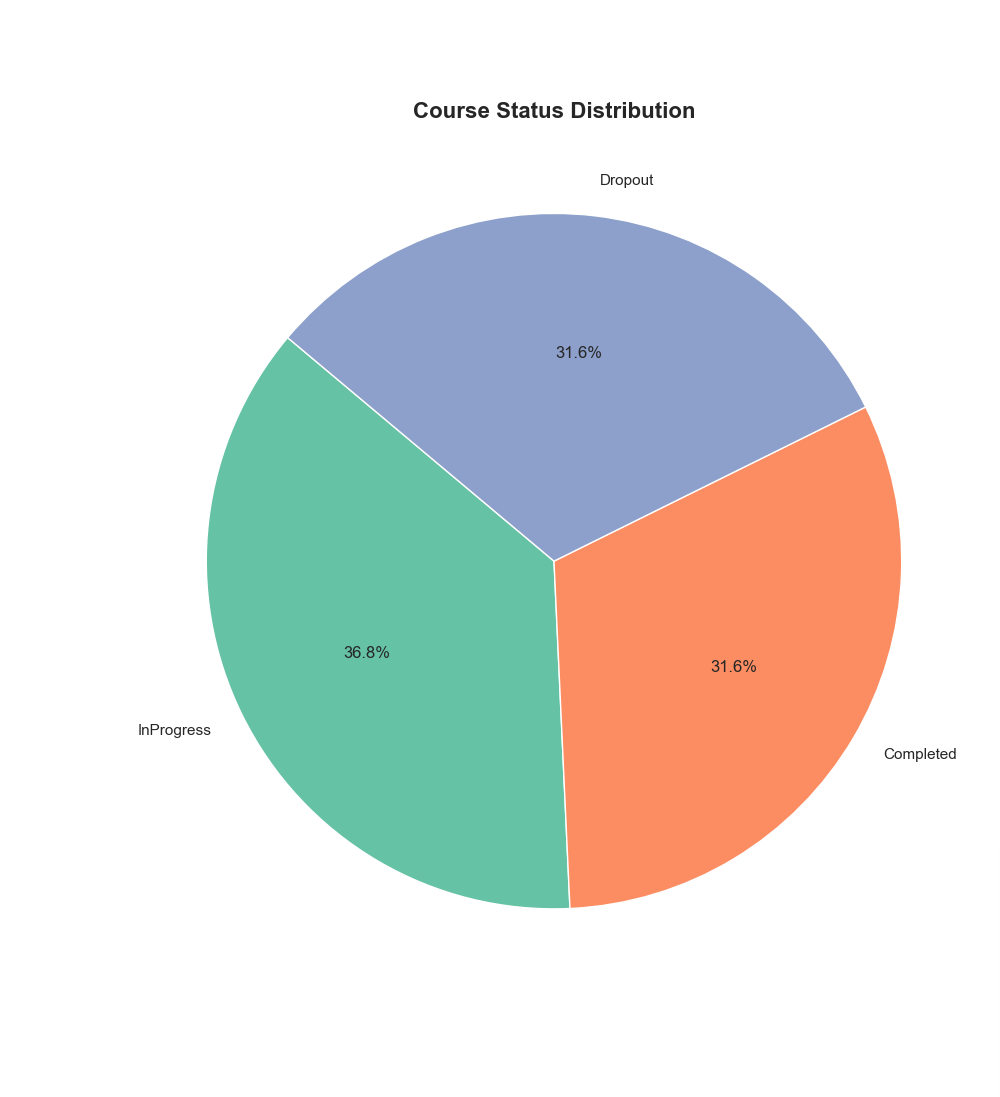 Course Status Distribution
Dropout
31.6%
36.8%
31.6%
InProgress
Completed